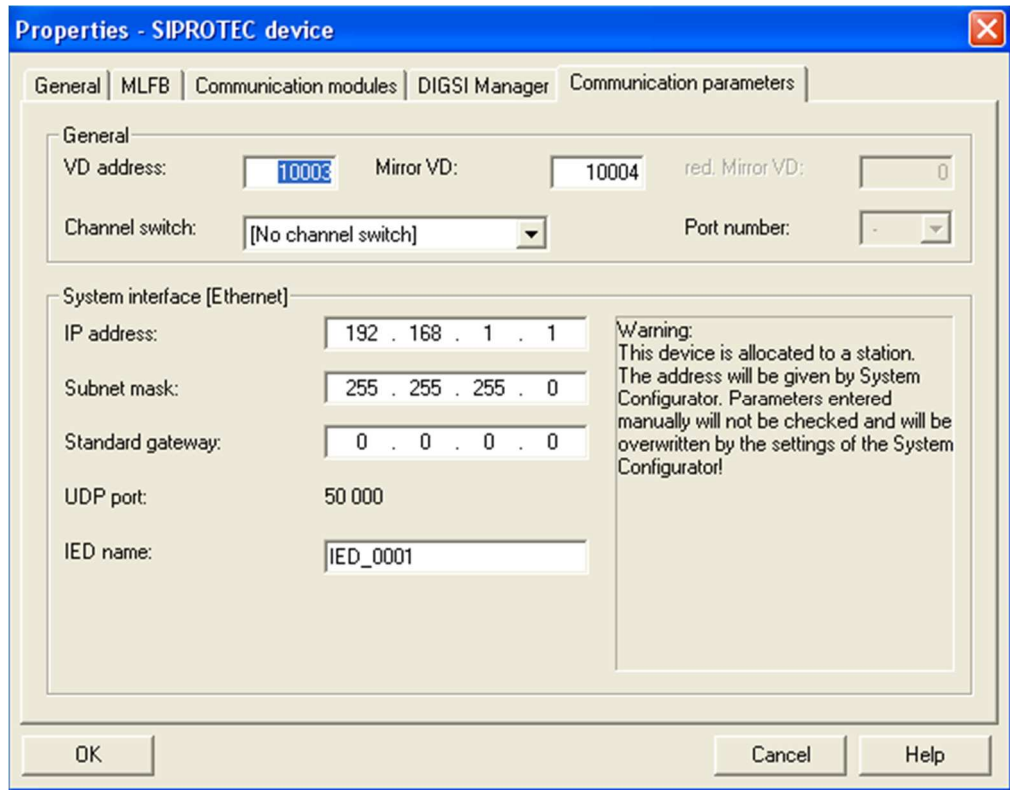 Properties - SIPROTEC device
General MLFB Communication modules DIGSI Manager Communication parameters
General
VD address: 10003 Mirror VD: 10004 red. Mirror VD: 0
Channel switch: [No channel switch] Port number: -
System interface [Ethernet]
IP address: 192 . 168 . 1 . 1
Subnet mask: 255 . 255 . 255 . 0
Standard gateway: 0 . 0 . 0 . 0
UDP port: 50 000
IED name: IED_0001
Warning:
This device is allocated to a station.
The address will be given by System
Configurator. Parameters entered
manually will not be checked and will be
overwritten by the settings of the System
Configurator!
OK Cancel Help